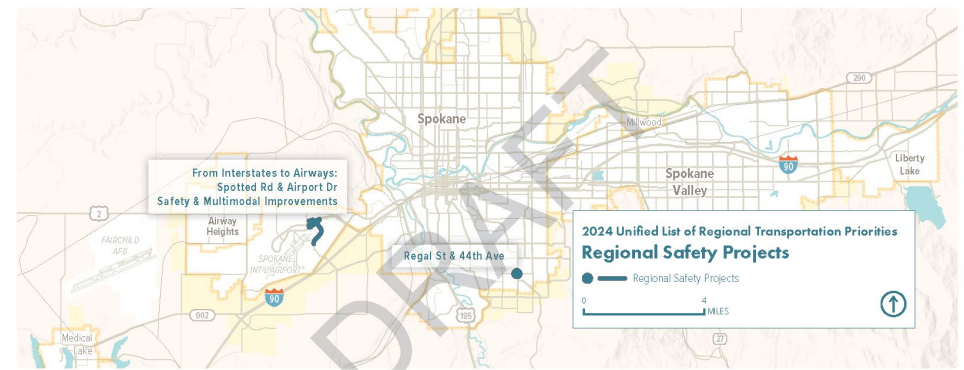 290
Spokane
Millwood
90
Liberty
Lake
Spokane
Valley
From Interstates to Airways:
Spotted Rd & Airport Dr
Safety & Multimodal Improvements
2
Airway
Heights
FAIRCHILD
AFB
SPOKANE
INT'L AIRPORT
90
902
Medical
Lake
Regal St & 44th Ave
195
27
2024 Unified List of Regional Transportation Priorities
Regional Safety Projects
Regional Safety Projects
0 4
MILES
DRAFT